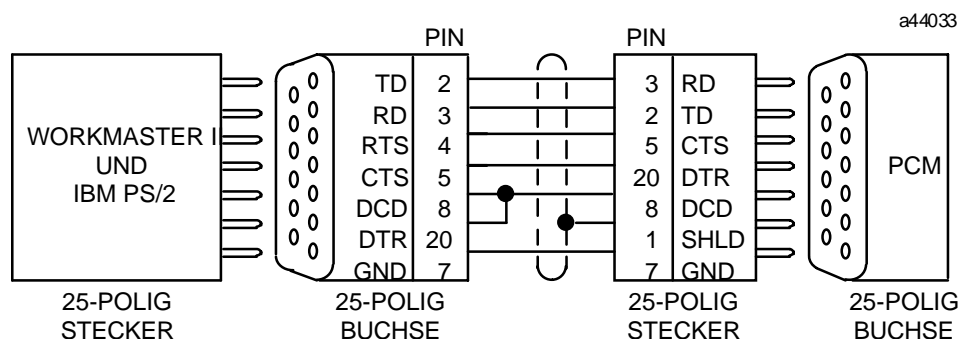 a44033
PIN PIN
TD 2 3 RD
RD 3 2 TD
WORKMASTER II
UND
IBM PS/2
RTS 4 5 CTS
CTS 5 20 DTR
PCM
DCD 8 8 DCD
DTR 20 1 SHLD
GND 7 7 GND
25-POLIG
STECKER
25-POLIG
BUCHSE
25-POLIG
STECKER
25-POLIG
BUCHSE